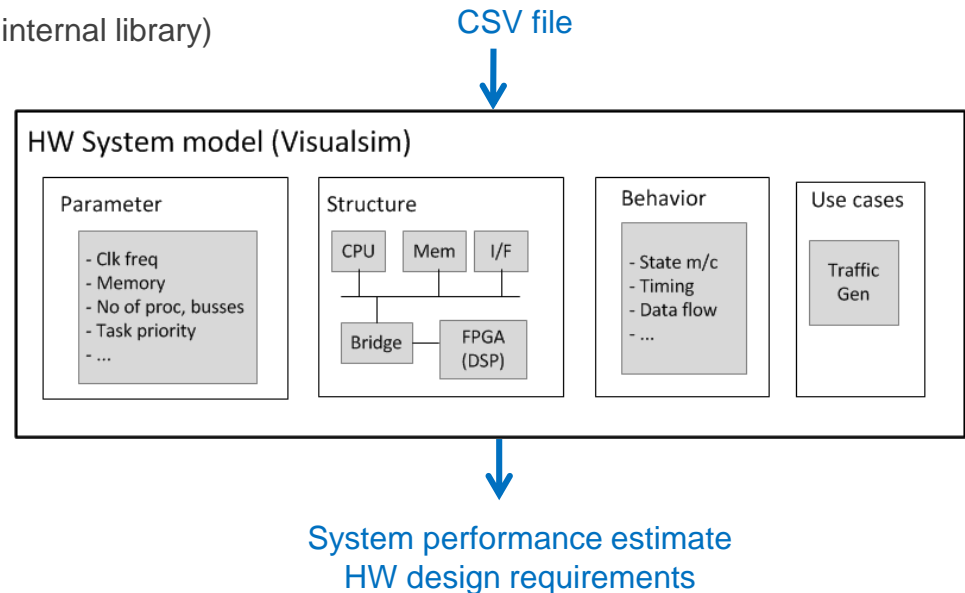 internal library)
CSV file
HW System model (Visualsim)
Parameter
- Clk freq
- Memory
- No of proc, busses
- Task priority
- ...
Structure
CPU
Mem
I/F
Bridge
FPGA
(DSP)
Behavior
- State m/c
- Timing
- Data flow
- ...
Use cases
Traffic
Gen
System performance estimate
HW design requirements